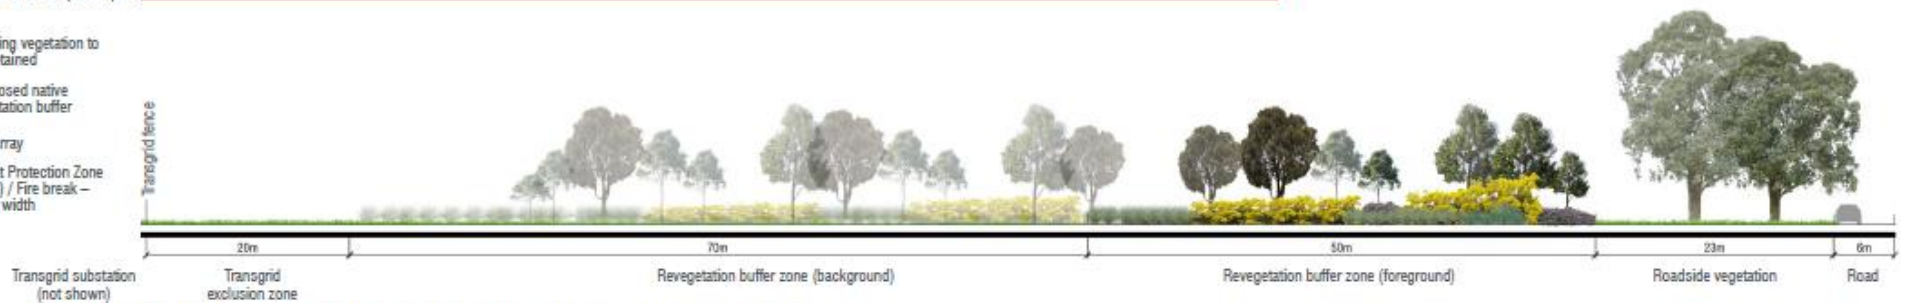 ing vegetation to
tained
osed native
tation buffer
rray
t Protection Zone
) / Fire break –
width
Transgrid fence
20m
70m
50m
23m
6m
Transgrid substation
(not shown)
Transgrid
exclusion zone
Revegetation buffer zone (background)
Revegetation buffer zone (foreground)
Roadside vegetation
Road